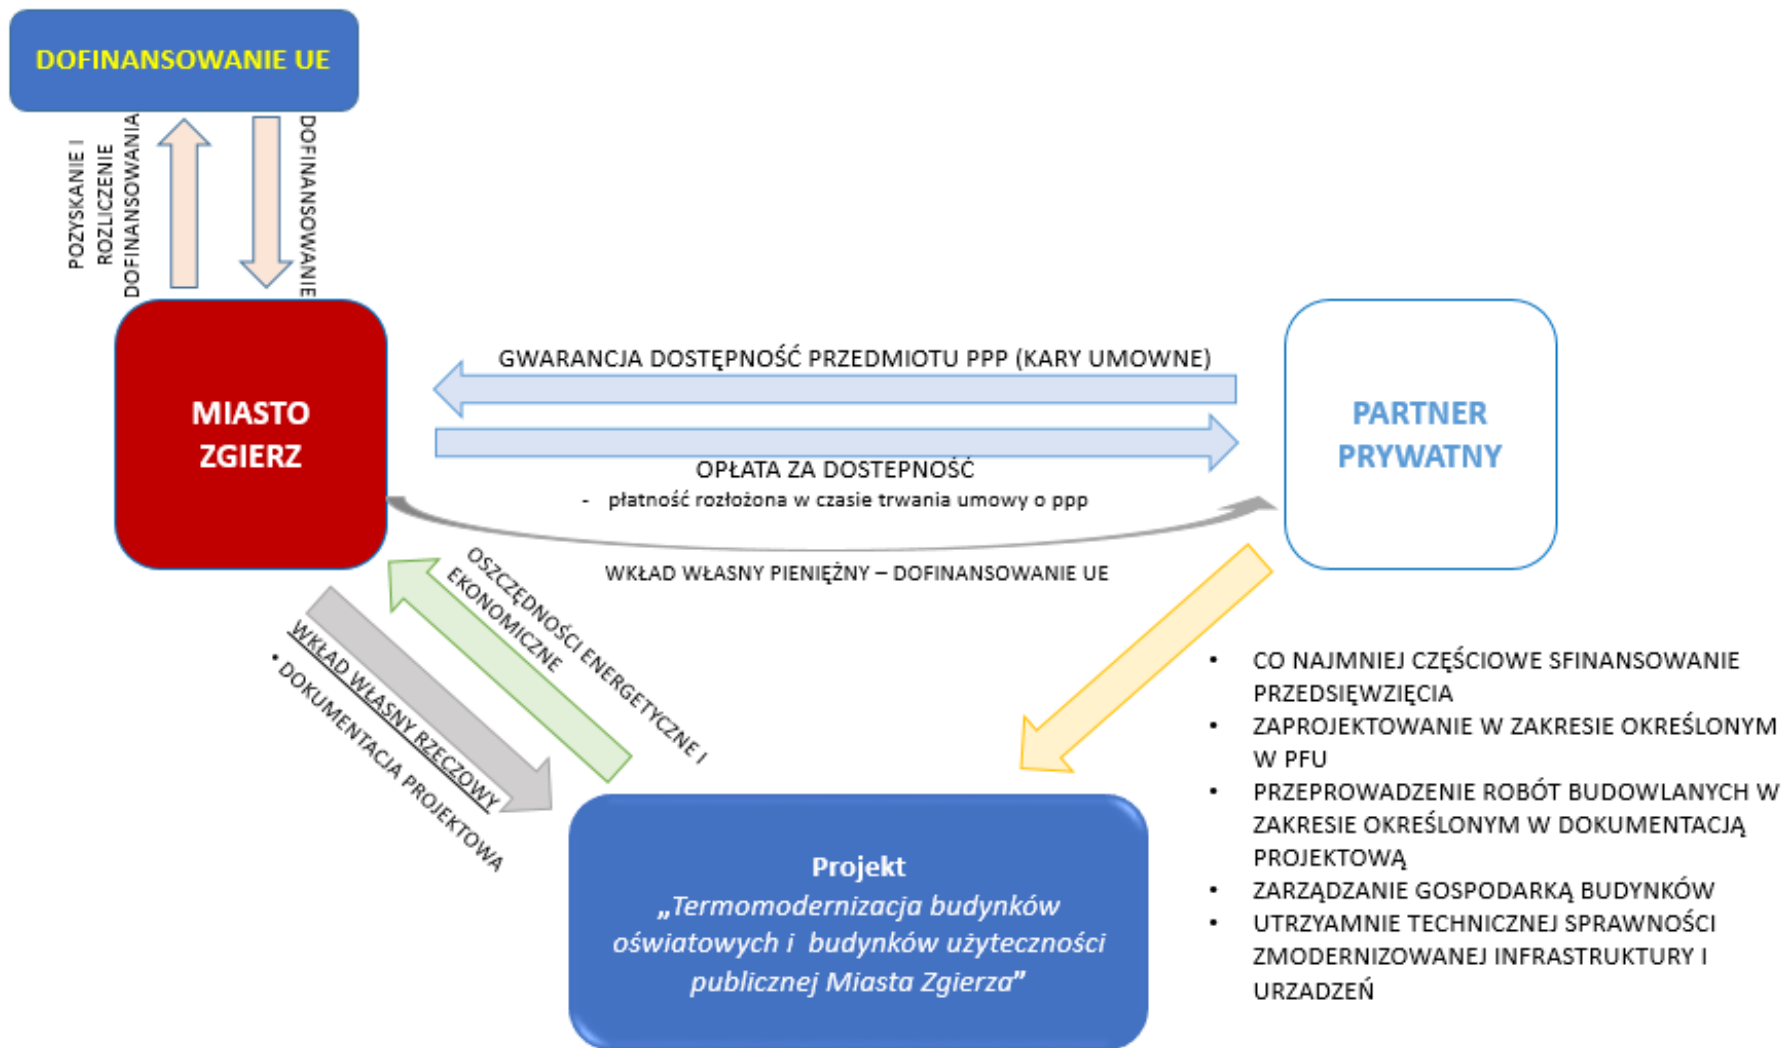 DOFINANSOWANIE UE
POZYSKANIE I
ROZLICZENIE
DOFINANSOWANIA
DOFINANSOWANIE
MIASTO
ZGIERZ
GWARANCJA DOSTĘPNOŚĆ PRZEDMIOTU PPP (KARY UMOWNE)
OPŁATA ZA DOSTEPNOŚĆ
- płatność rozłożona w czasie trwania umowy o ppp
WKŁAD WŁASNY PIENIĘŻNY – DOFINANSOWANIE UE
PARTNER
PRYWATNY
OSZCZĘDNOŚCI ENERGETYCZNE I
EKONOMICZNE
WKŁAD WŁASNY RZECZOWY
• DOKUMENTACJA PROJEKTOWA
Projekt
„Termomodernizacja budynków
oświatowych i budynków użyteczności
publicznej Miasta Zgierza”
• CO NAJMNIEJ CZĘŚCIOWE SFINANSOWANIE
PRZEDSIĘWZIĘCIA
• ZAPROJEKTOWANIE W ZAKRESIE OKREŚLONYM
W PFU
• PRZEPROWADZENIE ROBÓT BUDOWLANYCH W
ZAKRESIE OKREŚLONYM W DOKUMENTACJĄ
PROJEKTOWĄ
• ZARZĄDZANIE GOSPODARKĄ BUDYNKÓW
• UTRZYAMNIE TECHNICZNEJ SPRAWNOŚCI
ZMODERNIZOWANEJ INFRASTRUKTURY I
URZADZEŃ